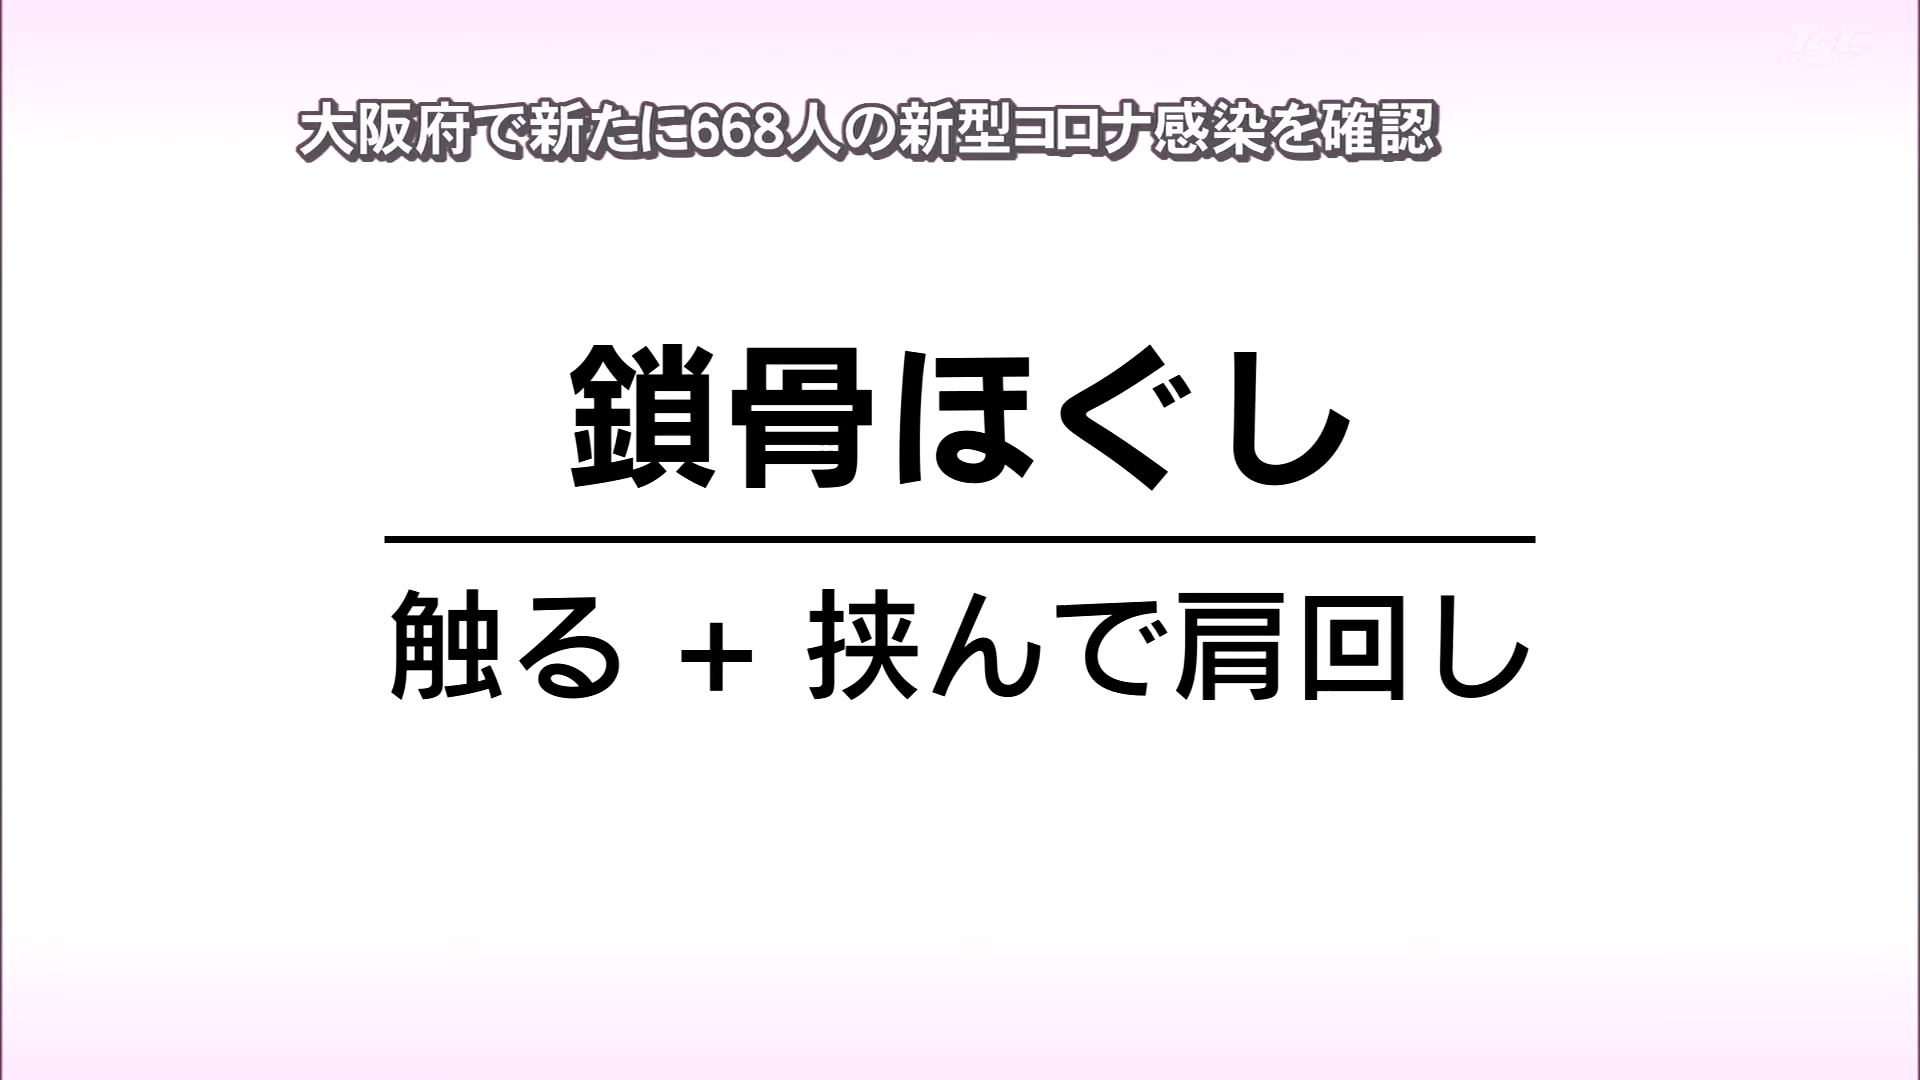 大阪府で新たに668人の新型コロナ感染を確認
鎖骨ほぐし
触る + 挟んで肩回し